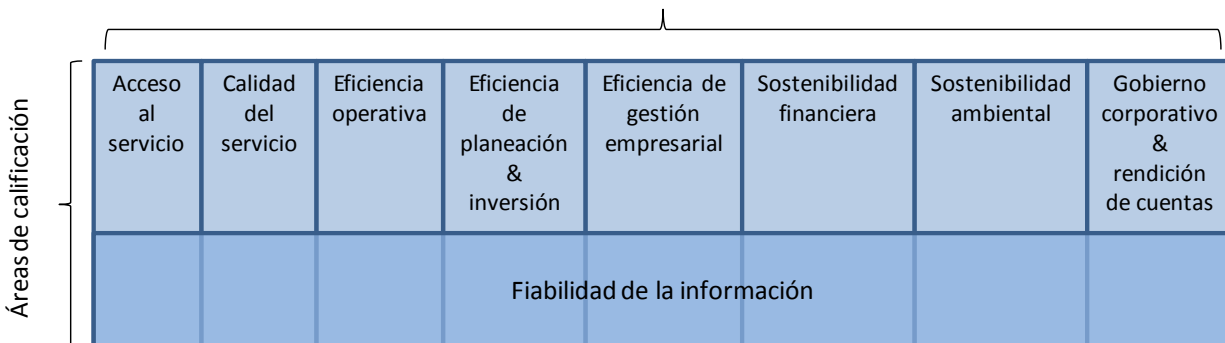 Áreas de calificación
Acceso
al
servicio
Calidad
del
servicio
Eficiencia
operativa
Eficiencia
de
planeación
&
inversión
Eficiencia de
gestión
empresarial
Sostenibilidad
financiera
Sostenibilidad
ambiental
Gobierno
corporativo
&
rendición
de cuentas
Fiabilidad de la información